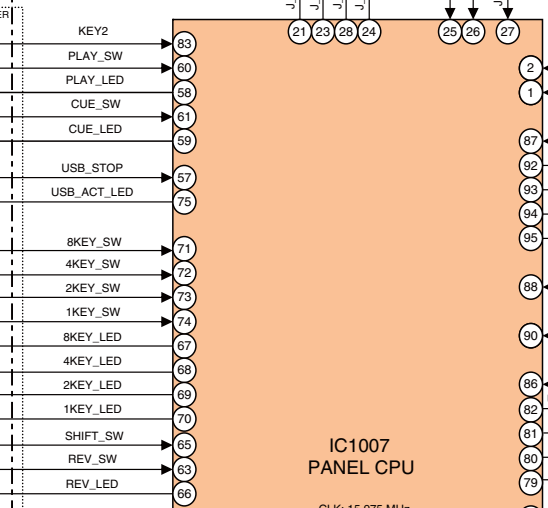 ER
21 23 28 24 25 26 27
KEY2 83
PLAY_SW 60
2
PLAY_LED 58
1
CUE_SW 61
CUE_LED 59
87
USB_STOP 57
92
USB_ACT_LED 75
93
94
95
8KEY_SW 71
4KEY_SW 72
88
2KEY_SW 73
1KEY_SW 74
90
8KEY_LED 67
4KEY_LED 68
86
2KEY_LED 69
82
1KEY_LED 70
81
SHIFT_SW 65
80
REV_SW 63
79
REV_LED 66
IC1007
PANEL CPU